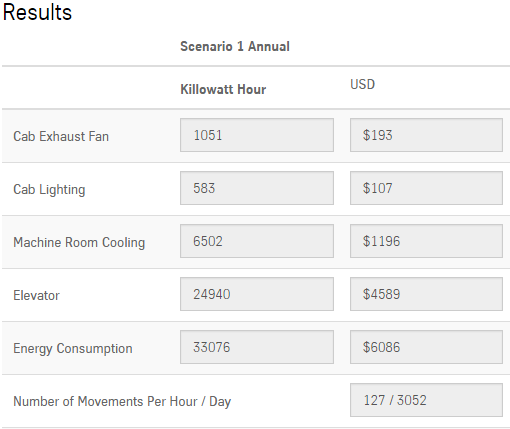 Results
Scenario 1 Annual
Killowatt Hour USD
Cab Exhaust Fan 1051 $193
Cab Lighting 583 $107
Machine Room Cooling 6502 $1196
Elevator 24940 $4589
Energy Consumption 33076 $6086
Number of Movements Per Hour / Day 127 / 3052